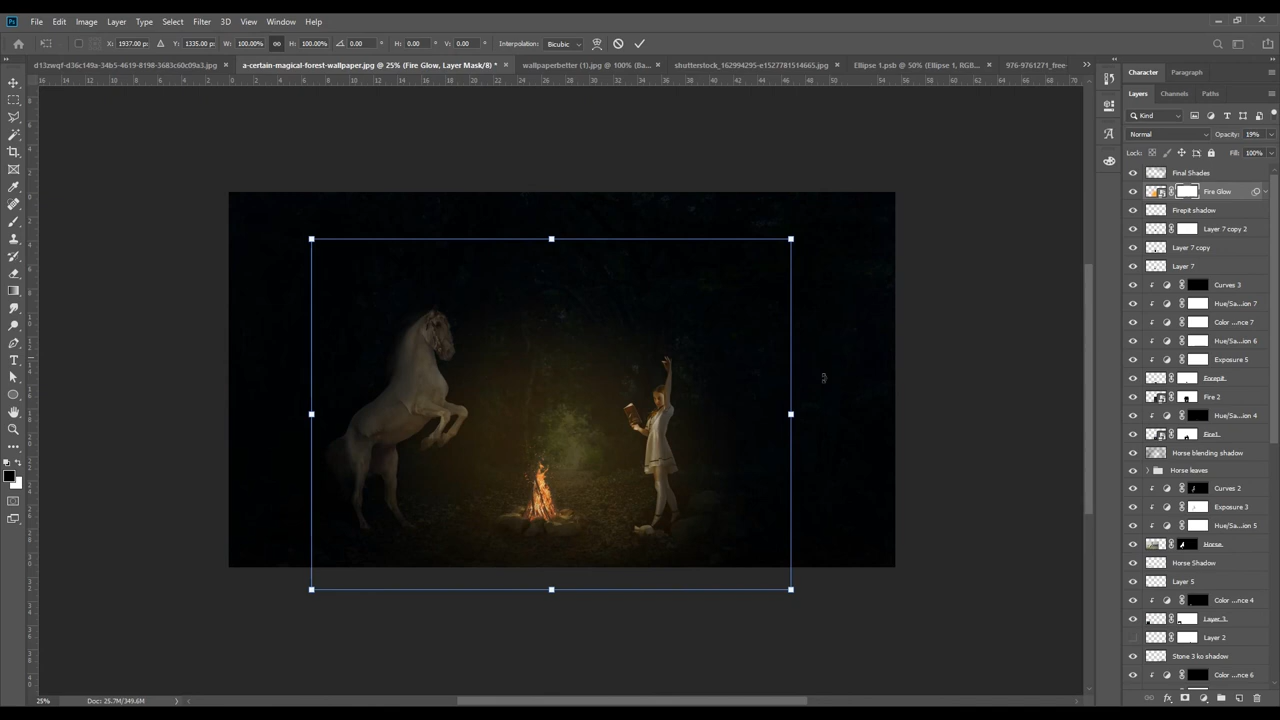 Ps File Edit Image Layer Type Select Filter 3D View Window Help
X: 1937.00 px Y: 1335.00 px W: 100.00% H: 100.00% 0.00 ° H: 0.00 ° V: 0.00 ° Interpolation: Bicubic
d13zwqf-d36c149a-34b5-4619-8198-3683c60c09a3.jpg × a-certain-magical-forest-wallpaper.jpg @ 25% (Fire Glow, Layer Mask/8) * × wallpaperbetter (1).jpg @ 100% (Ba... × shutterstock_162994295-e1527781514665.jpg × Ellipse 1.psb @ 50% (Ellipse 1, RGB... × 976-9761271_free
Character Paragraph
Layers Channels Paths
Kind
Normal Opacity: 19%
Lock: Fill: 100%
Final Shades
Fire Glow
Firepit shadow
Layer 7 copy 2
Layer 7 copy
Layer 7
Curves 3
Hue/Sa...ion 7
Color ...nce 7
Hue/Sa...ion 6
Exposure 5
Firepit
Fire 2
Hue/Sa...ion 4
Fire1
Horse blending shadow
Horse leaves
Curves 2
Exposure 3
Hue/Sa...ion 5
Horse
Horse Shadow
Layer 5
Color ...nce 4
Layer 3
Layer 2
Stone 3 ko shadow
Color ...nce 6
25% Doc: 25.7M/349.6M